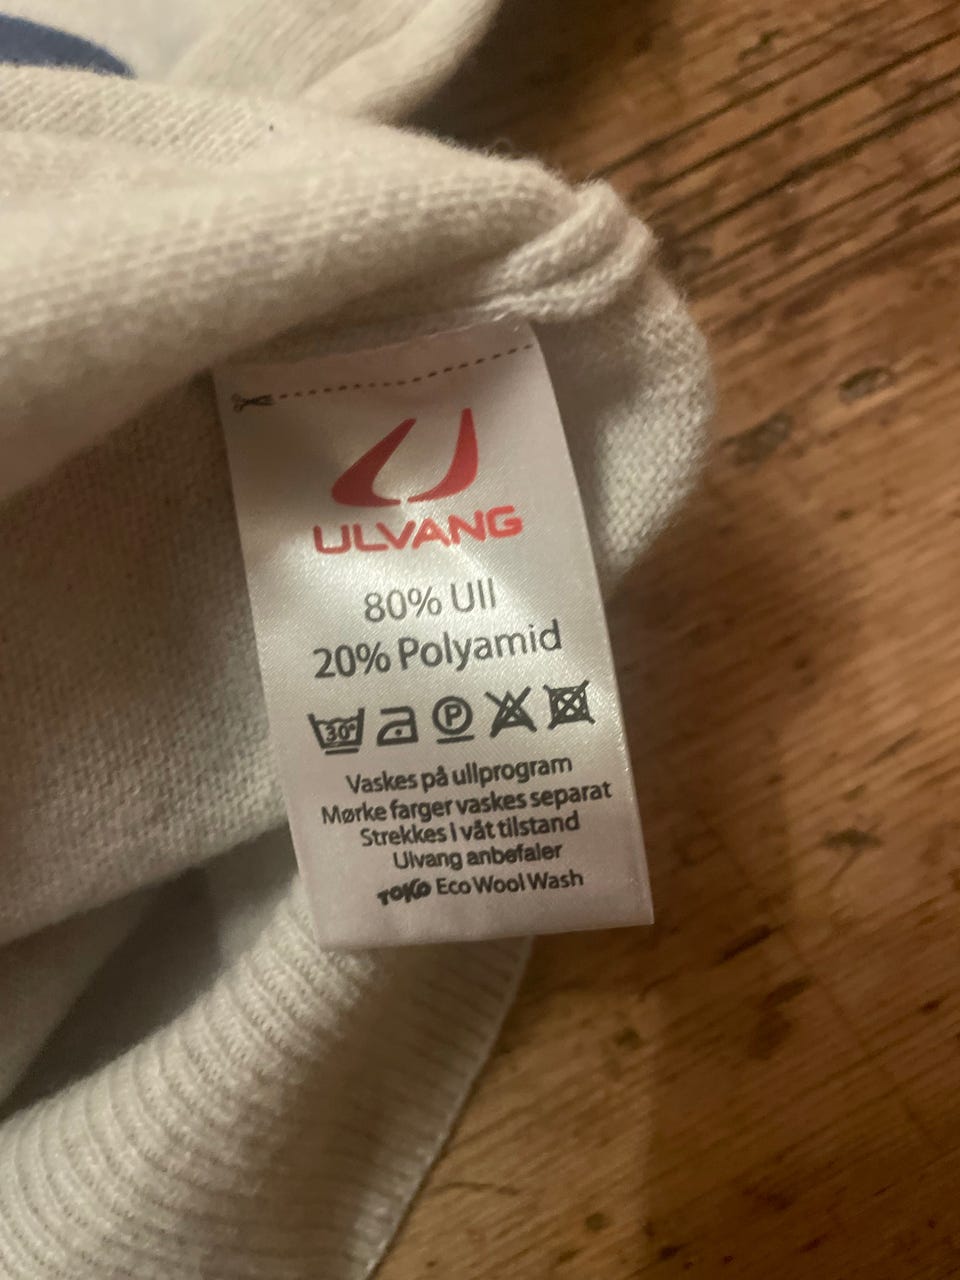 ULVANG
80% Ull
20% Polyamid
30° P
Vaskes på ullprogram
Mørke farger vaskes separat
Strekkes I våt tilstand
Ulvang anbefaler
TOKO Eco Wool Wash